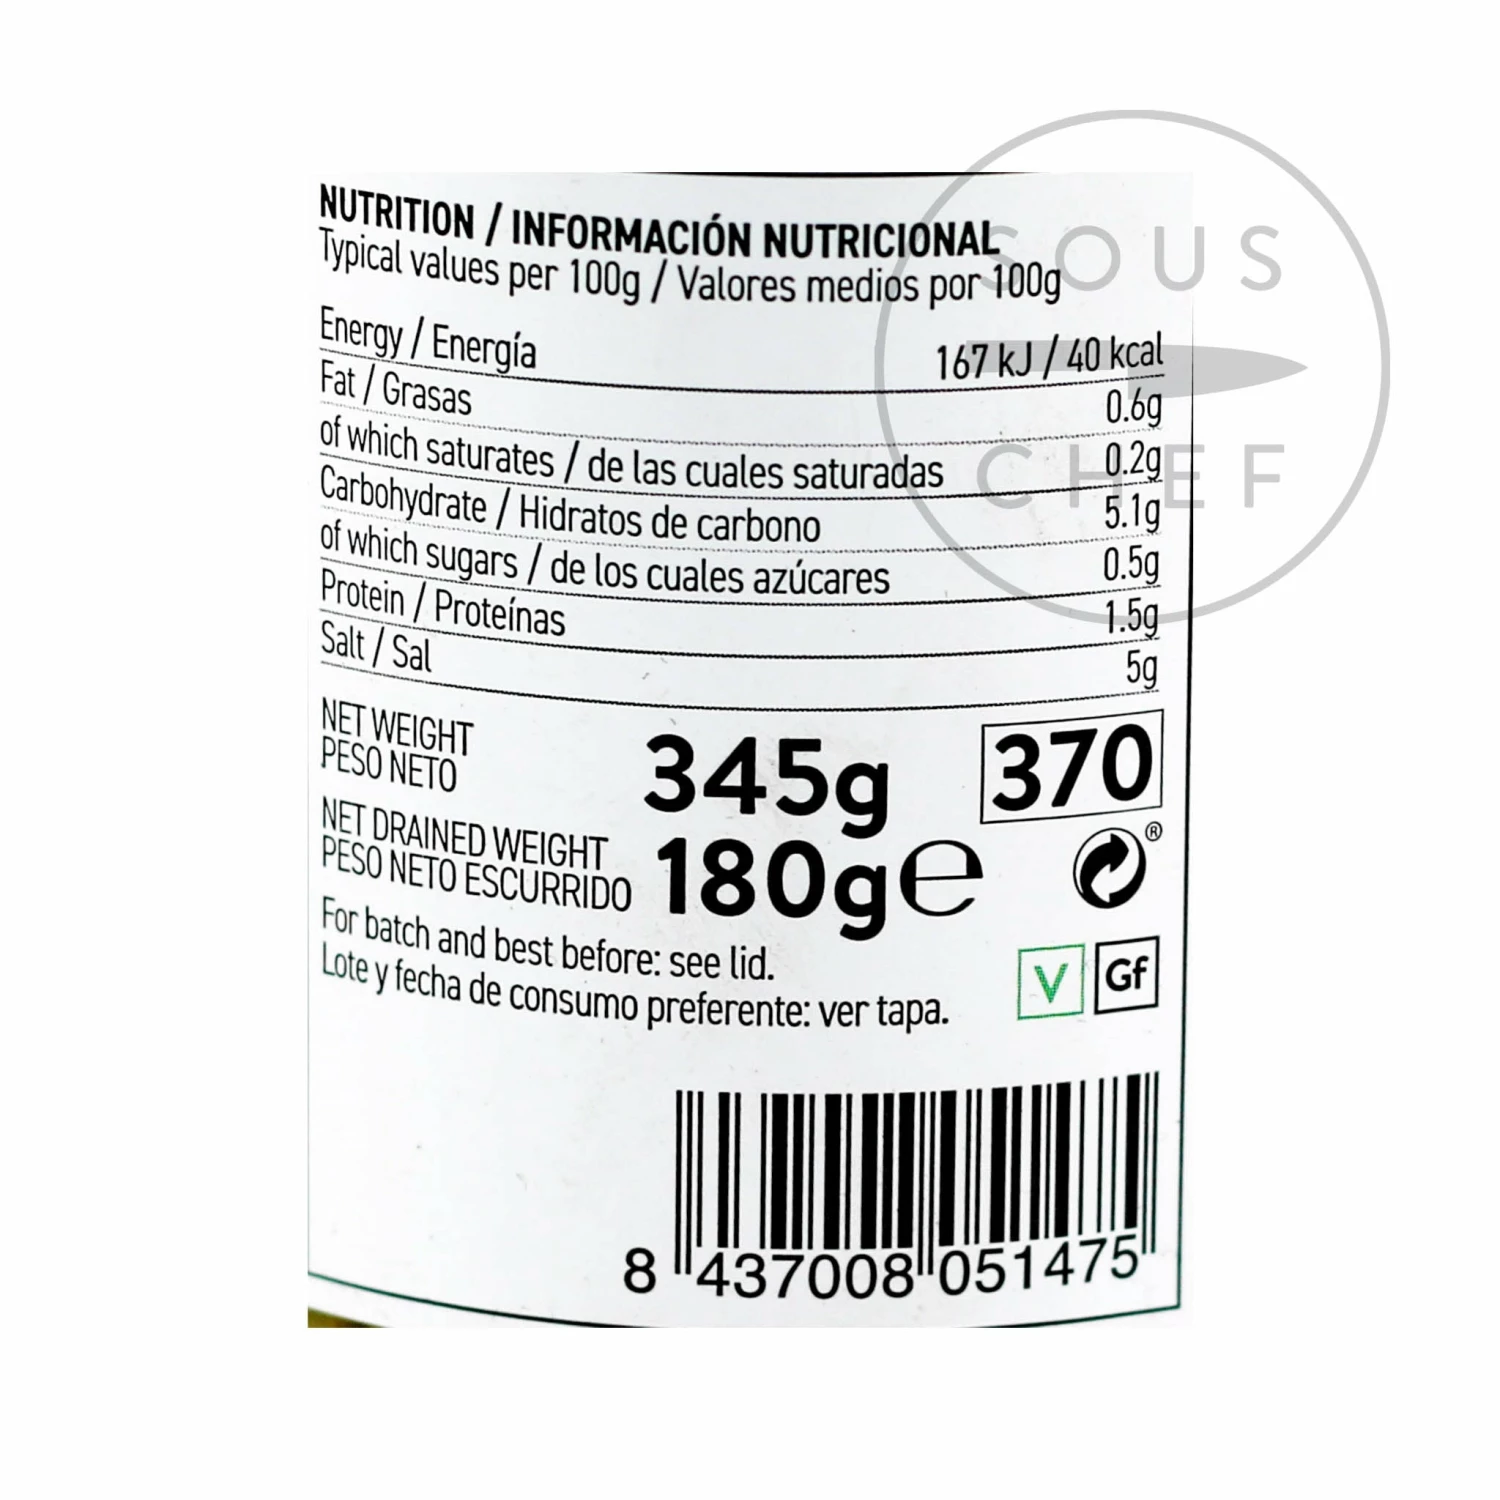 NUTRITION / INFORMACIÓN NUTRICIONAL
Typical values per 100g / Valores medios por 100g
Energy / Energía 167 kJ / 40 kcal
Fat / Grasas 0.6g
of which saturates / de las cuales saturadas 0.2g
Carbohydrate / Hidratos de carbono 5.1g
of which sugars / de los cuales azúcares 0.5g
Protein / Proteínas 1.5g
Salt / Sal 5g
NET WEIGHT
PESO NETO
345g
370
NET DRAINED WEIGHT
PESO NETO ESCURRIDO
180g℮
®
For batch and best before: see lid.
Lote y fecha de consumo preferente: ver tapa.
V
Gf
8 437008 051475
SOUS
CHEF